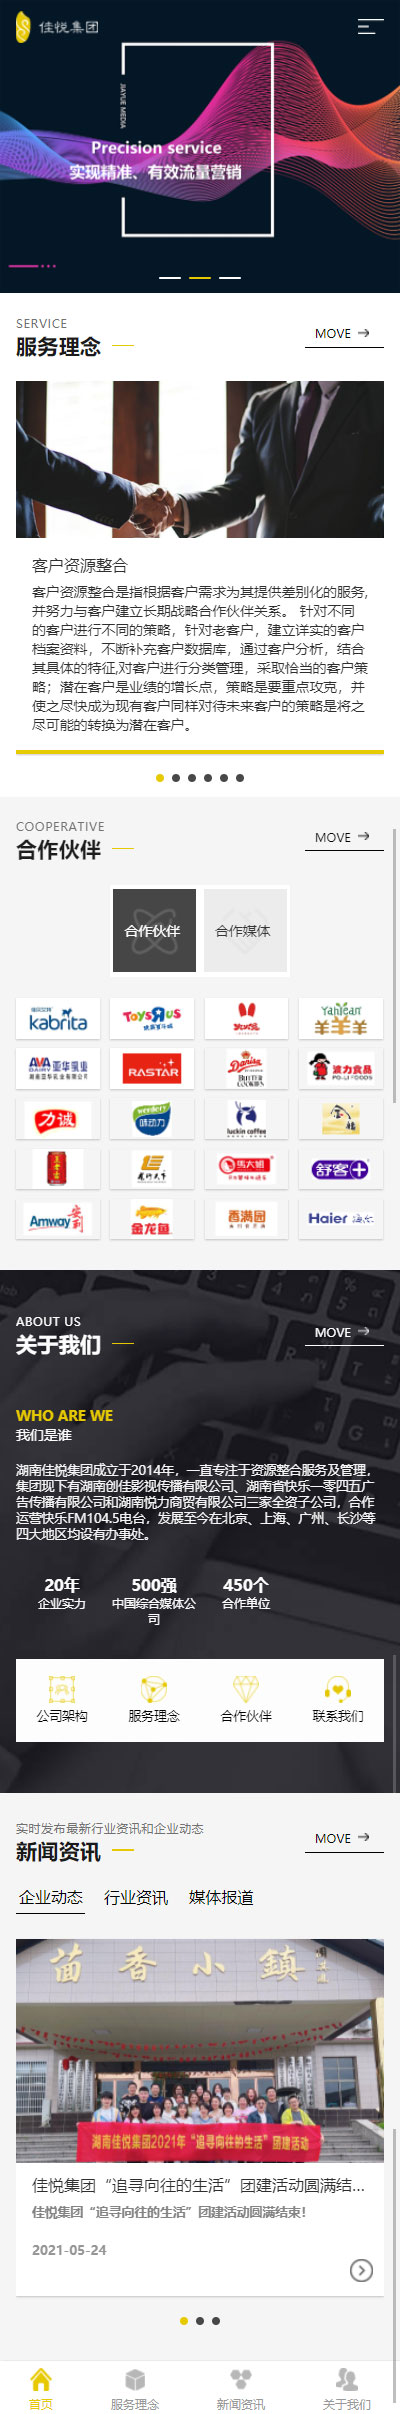 佳悦集团
JIAYUE MEDIA
Precision service
实现精准、有效流量营销
SERVICE
服务理念
MOVE
客户资源整合
客户资源整合是指根据客户需求为其提供差别化的服务,
并努力与客户建立长期战略合作伙伴关系。 针对不同
的客户进行不同的策略，针对老客户，建立详实的客户
档案资料，不断补充客户数据库，通过客户分析，结合
其具体的特征,对客户进行分类管理，采取恰当的客户策
略；潜在客户是业绩的增长点，策略是要重点攻克，并
使之尽快成为现有客户同样对待未来客户的策略是将之
尽可能的转换为潜在客户。
COOPERATIVE
合作伙伴
MOVE
合作伙伴 合作媒体
kabrita
TOYSRUS
Yahlean
羊羊羊
AVA 亚华乳业
RASTAR
Danisa
BUTTER COOKIES
波力食品
PO-LI FOODS
力诚
味动力
luckin coffee
马大姐
舒客
Amway 安利
金龙鱼
香满园
Haier
ABOUT US
关于我们
MOVE
WHO ARE WE
我们是谁
湖南佳悦集团成立于2014年，一直专注于资源整合服务及管理，
集团现下有湖南创佳影视传播有限公司、湖南省快乐一零四五广
告传播有限公司和湖南悦力商贸有限公司三家全资子公司，合作
运营快乐FM104.5电台，发展至今在北京、上海、广州、长沙等
四大地区均设有办事处。
20年 500强 450个
企业实力 中国综合媒体公 合作单位
司
公司架构 服务理念 合作伙伴 联系我们
实时发布最新行业资讯和企业动态
新闻资讯
MOVE
企业动态 行业资讯 媒体报道
茴香小镇
湖南佳悦集团2021年“追寻向往的生活”团建活动
佳悦集团“追寻向往的生活”团建活动圆满结...
佳悦集团“追寻向往的生活”团建活动圆满结束!
2021-05-24
首页 服务理念 新闻资讯 关于我们